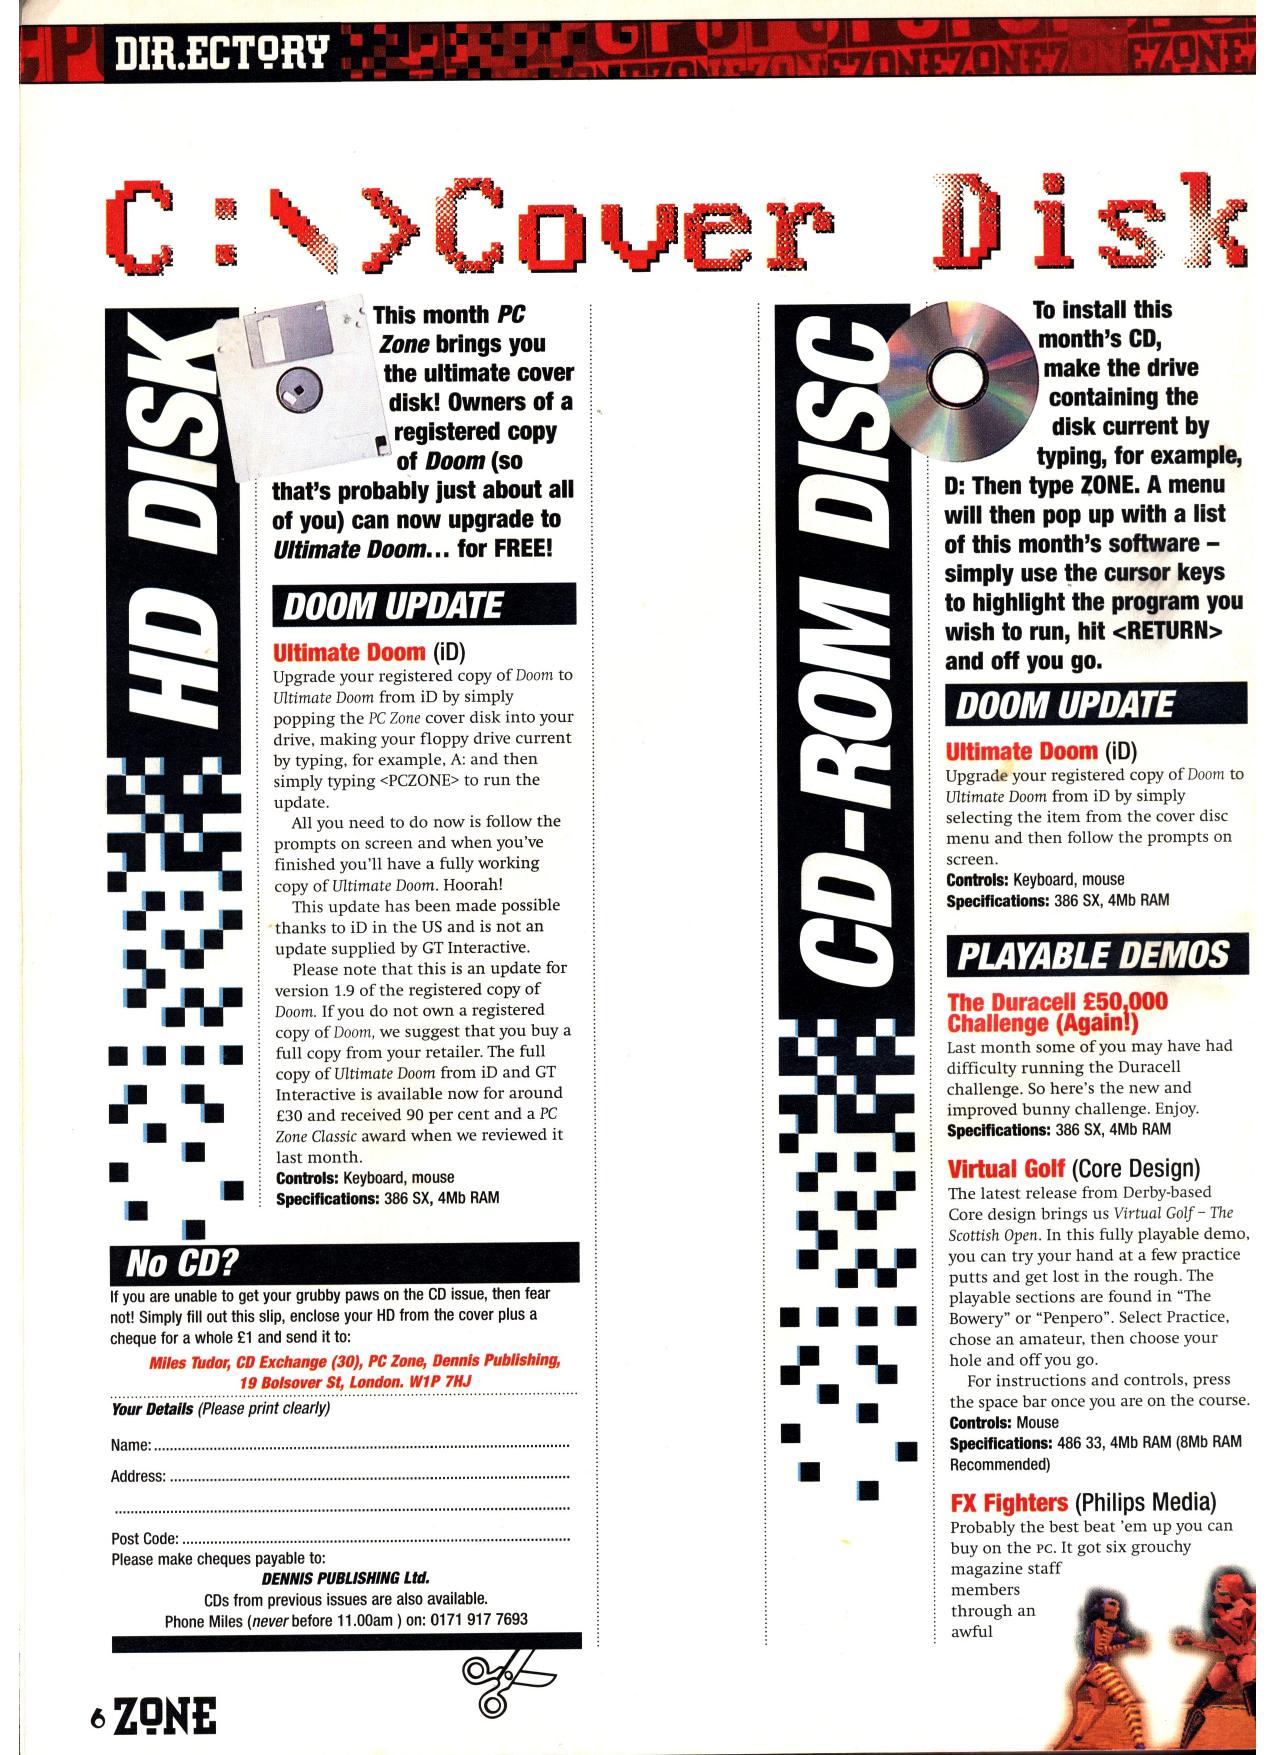 DIR.ECTORY
C:\>Cover Disk
HD DISK
This month PC
Zone brings you
the ultimate cover
disk! Owners of a
registered copy
of Doom (so
that's probably just about all
of you) can now upgrade to
Ultimate Doom... for FREE!
DOOM UPDATE
Ultimate Doom (iD)
Upgrade your registered copy of Doom to
Ultimate Doom from iD by simply
popping the PC Zone cover disk into your
drive, making your floppy drive current
by typing, for example, A: and then
simply typing <PCZONE> to run the
update.
All you need to do now is follow the
prompts on screen and when you've
finished you'll have a fully working
copy of Ultimate Doom. Hoorah!
This update has been made possible
thanks to iD in the US and is not an
update supplied by GT Interactive.
Please note that this is an update for
version 1.9 of the registered copy of
Doom. If you do not own a registered
copy of Doom, we suggest that you buy a
full copy from your retailer. The full
copy of Ultimate Doom from iD and GT
Interactive is available now for around
£30 and received 90 per cent and a PC
Zone Classic award when we reviewed it
last month.
Controls: Keyboard, mouse
Specifications: 386 SX, 4Mb RAM
No CD?
If you are unable to get your grubby paws on the CD issue, then fear
not! Simply fill out this slip, enclose your HD from the cover plus a
cheque for a whole £1 and send it to:
Miles Tudor, CD Exchange (30), PC Zone, Dennis Publishing,
19 Bolsover St, London. W1P 7HJ
Your Details (Please print clearly)
Name:
Address:
Post Code:
Please make cheques payable to:
DENNIS PUBLISHING Ltd.
CDs from previous issues are also available.
Phone Miles (never before 11.00am ) on: 0171 917 7693
CD-ROM DISC
To install this
month's CD,
make the drive
containing the
disk current by
typing, for example,
D: Then type ZONE. A menu
will then pop up with a list
of this month's software –
simply use the cursor keys
to highlight the program you
wish to run, hit <RETURN>
and off you go.
DOOM UPDATE
Ultimate Doom (iD)
Upgrade your registered copy of Doom to
Ultimate Doom from iD by simply
selecting the item from the cover disc
menu and then follow the prompts on
screen.
Controls: Keyboard, mouse
Specifications: 386 SX, 4Mb RAM
PLAYABLE DEMOS
The Duracell £50,000
Challenge (Again!)
Last month some of you may have had
difficulty running the Duracell
challenge. So here's the new and
improved bunny challenge. Enjoy.
Specifications: 386 SX, 4Mb RAM
Virtual Golf (Core Design)
The latest release from Derby-based
Core design brings us Virtual Golf – The
Scottish Open. In this fully playable demo,
you can try your hand at a few practice
putts and get lost in the rough. The
playable sections are found in “The
Bowery” or “Penpero”. Select Practice,
chose an amateur, then choose your
hole and off you go.
For instructions and controls, press
the space bar once you are on the course.
Controls: Mouse
Specifications: 486 33, 4Mb RAM (8Mb RAM
Recommended)
FX Fighters (Philips Media)
Probably the best beat 'em up you can
buy on the PC. It got six grouchy
magazine staff
members
through an
awful
6 ZONE